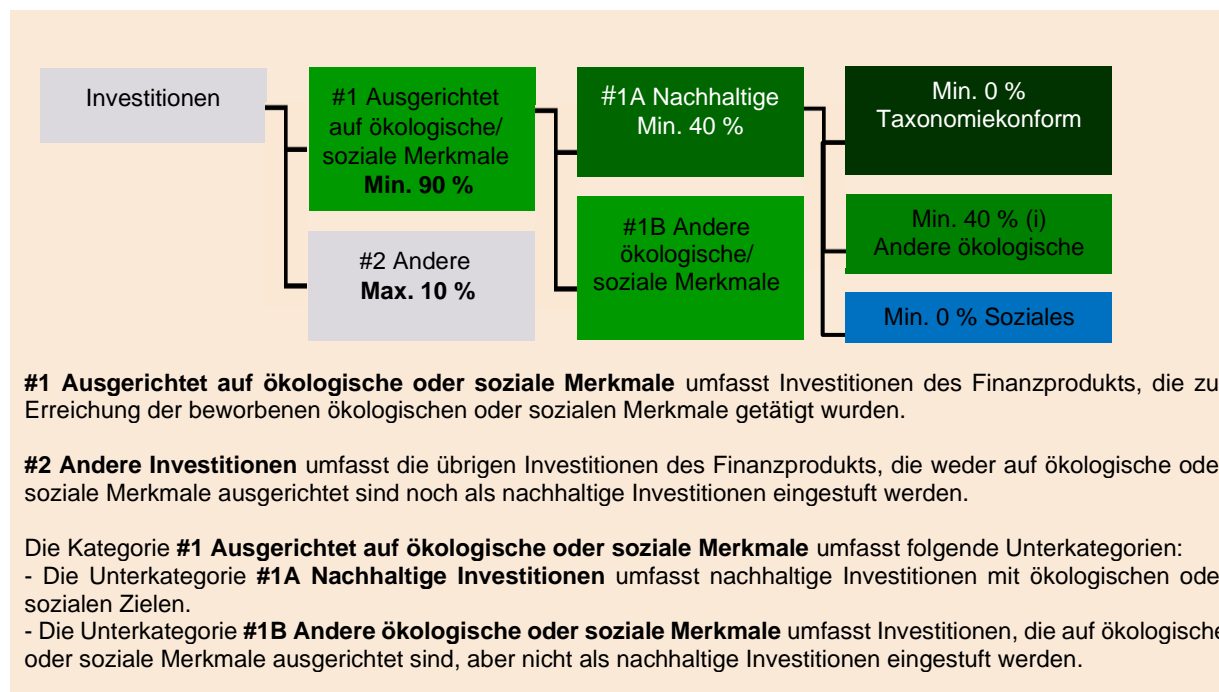 Investitionen
#1 Ausgerichtet
auf ökologische/
soziale Merkmale
Min. 90 %
#2 Andere
Max. 10 %
#1A Nachhaltige
Min. 40 %
#1B Andere
ökologische/
soziale Merkmale
Min. 0 %
Taxonomiekonform
Min. 40 % (i)
Andere ökologische
Min. 0 % Soziales
#1 Ausgerichtet auf ökologische oder soziale Merkmale umfasst Investitionen des Finanzprodukts, die zu
Erreichung der beworbenen ökologischen oder sozialen Merkmale getätigt wurden.
#2 Andere Investitionen umfasst die übrigen Investitionen des Finanzprodukts, die weder auf ökologische ode
soziale Merkmale ausgerichtet sind noch als nachhaltige Investitionen eingestuft werden.
Die Kategorie #1 Ausgerichtet auf ökologische oder soziale Merkmale umfasst folgende Unterkategorien:
- Die Unterkategorie #1A Nachhaltige Investitionen umfasst nachhaltige Investitionen mit ökologischen ode
sozialen Zielen.
- Die Unterkategorie #1B Andere ökologische oder soziale Merkmale umfasst Investitionen, die auf ökologische
oder soziale Merkmale ausgerichtet sind, aber nicht als nachhaltige Investitionen eingestuft werden.